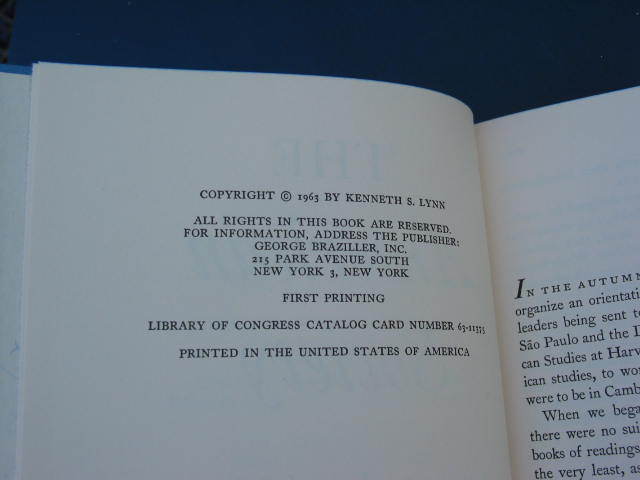 COPYRIGHT © 1963 BY KENNETH S. LYNN
ALL RIGHTS IN THIS BOOK ARE RESERVED.
FOR INFORMATION, ADDRESS THE PUBLISHER:
GEORGE BRAZILLER, INC.
215 PARK AVENUE SOUTH
NEW YORK 3, NEW YORK
FIRST PRINTING
LIBRARY OF CONGRESS CATALOG CARD NUMBER 63-11375
PRINTED IN THE UNITED STATES OF AMERICA
IN THE AUTUMN
organize an orientati
leaders being sent to
São Paulo and the D
can Studies at Harv
ican studies, to wor
were to be in Camb
When we bega
there were no sui
books of readings
the very least, as